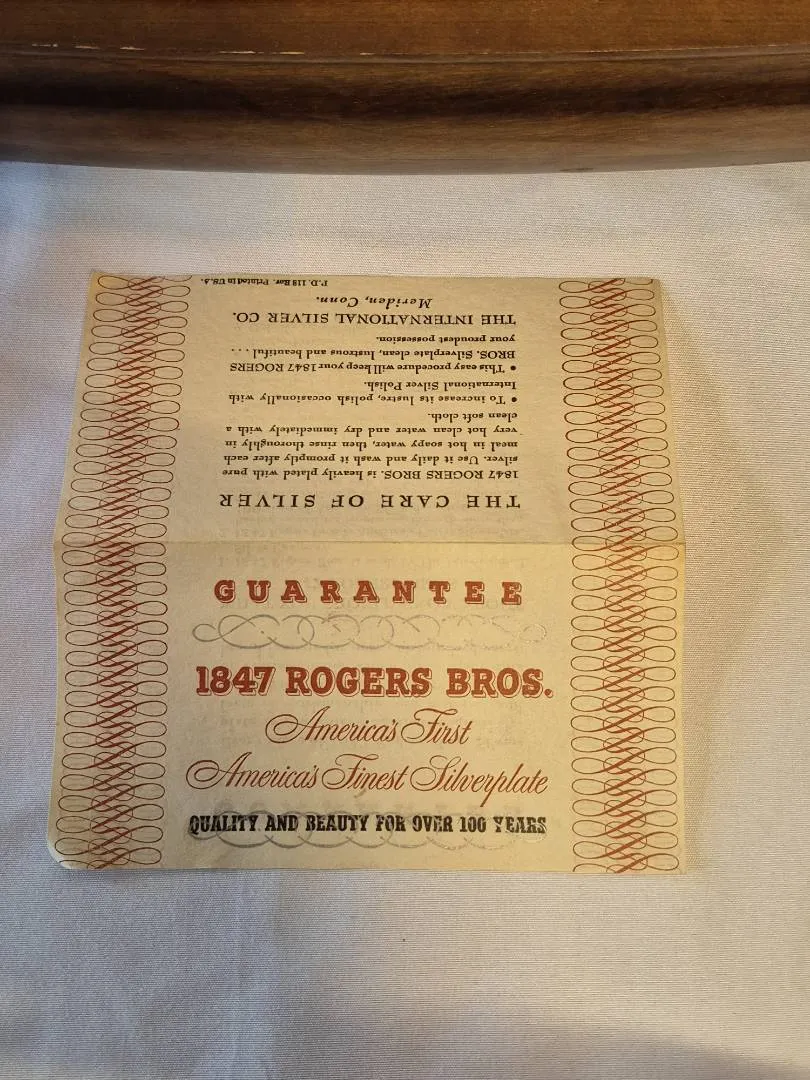 GUARANTEE
1847 ROGERS BROS.
America's First
America's Finest Silverplate
QUALITY AND BEAUTY FOR OVER 100 YEARS
THE CARE OF SILVER
1847 ROGERS BROS. is heavily plated with pure
silver. Use it daily and wash it promptly after each
meal in hot soapy water, then rinse thoroughly in
very hot clean water and dry immediately with a
clean soft cloth.
• To increase its lustre, polish occasionally with
International Silver Polish.
• This easy procedure will keep your 1847 ROGERS
BROS. Silverplate clean, lustrous and beautiful . . .
your proudest possession.
THE INTERNATIONAL SILVER CO.
Meriden, Conn.
P.D. 118 Rev. Printed in U.S.A.